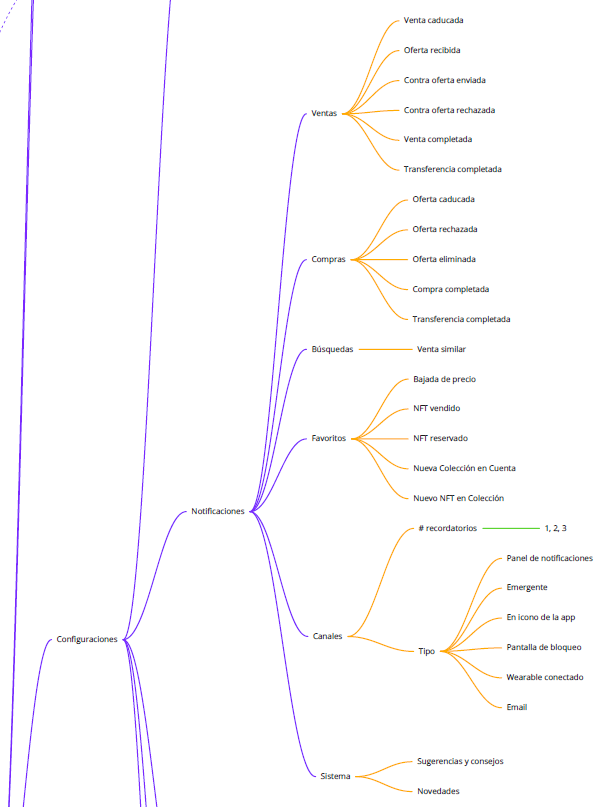 Venta caducada
Oferta recibida
Contra oferta enviada
Contra oferta rechazada
Ventas
Venta completada
Transferencia completada
Oferta caducada
Oferta rechazada
Compras
Oferta eliminada
Compra completada
Transferencia completada
Búsquedas
Venta similar
Bajada de precio
NFT vendido
Favoritos
NFT reservado
Nueva Colección en Cuenta
Nuevo NFT en Colección
Notificaciones
# recordatorios
1, 2, 3
Panel de notificaciones
Emergente
En icono de la app
Canales
Configuraciones
Tipo
Pantalla de bloqueo
Wearable conectado
Email
Sugerencias y consejos
Sistema
Novedades